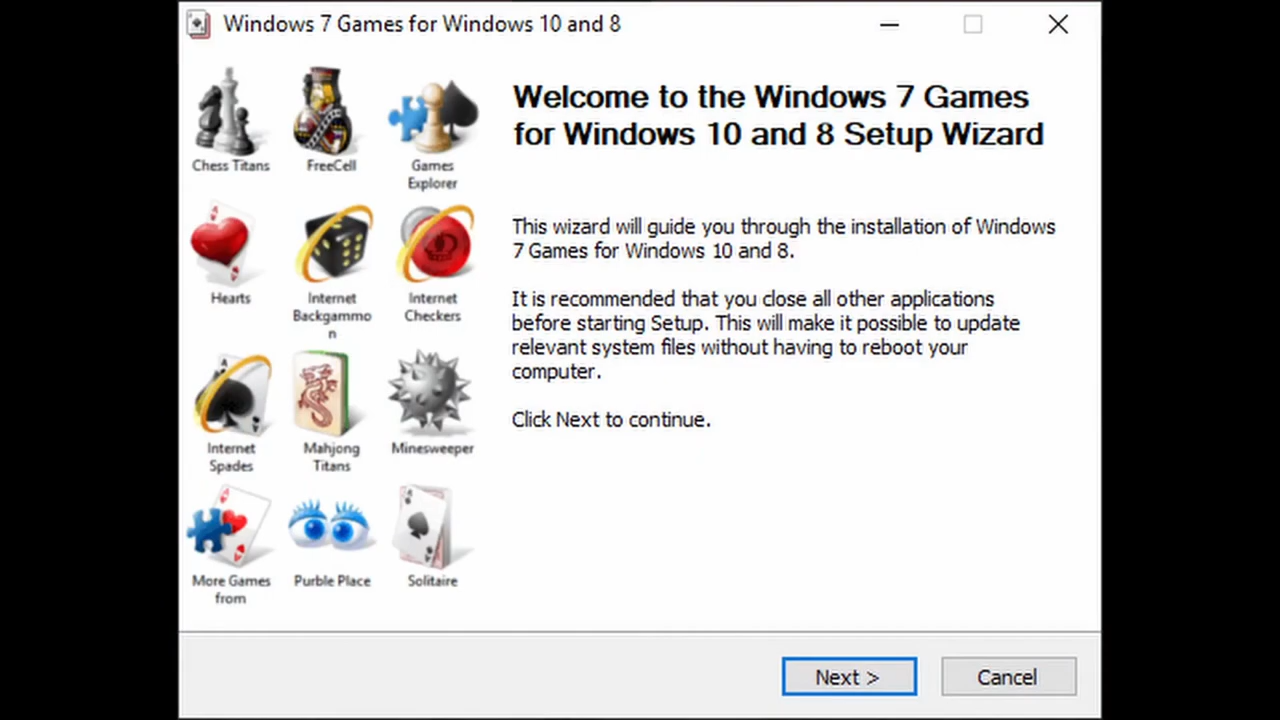 Windows 7 Games for Windows 10 and 8
Chess Titans
FreeCell
Games
Explorer
Hearts
Internet
Backgammo
n
Internet
Checkers
Internet
Spades
Mahjong
Titans
Minesweeper
More Games
from
Purble Place
Solitaire
Welcome to the Windows 7 Games
for Windows 10 and 8 Setup Wizard
This wizard will guide you through the installation of Windows
7 Games for Windows 10 and 8.
It is recommended that you close all other applications
before starting Setup. This will make it possible to update
relevant system files without having to reboot your
computer.
Click Next to continue.
Next >
Cancel